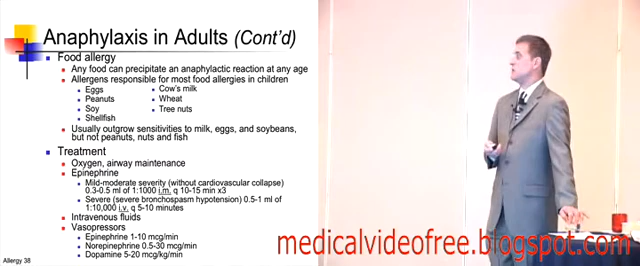 Anaphylaxis in Adults (Cont'd)
Food allergy
Any food can precipitate an anaphylactic reaction at any age
Allergens responsible for most food allergies in children
Eggs
Peanuts
Soy
Shellfish
Cow's milk
Wheat
Tree nuts
Usually outgrow sensitivities to milk, eggs, and soybeans,
but not peanuts, nuts and fish
Treatment
Oxygen, airway maintenance
Epinephrine
Mild-moderate severity (without cardiovascular collapse)
0.3-0.5 ml of 1:1000 i.m. q 10-15 min x3
Severe (severe bronchospasm hypotension) 0.5-1 ml of
1:10,000 i.v. q 5-10 minutes
Intravenous fluids
Vasopressors
Epinephrine 1-10 mcg/min
Norepinephrine 0.5-30 mcg/min
Dopamine 5-20 mcg/kg/min
Allergy 38
medicalvideofree.blogspot.com